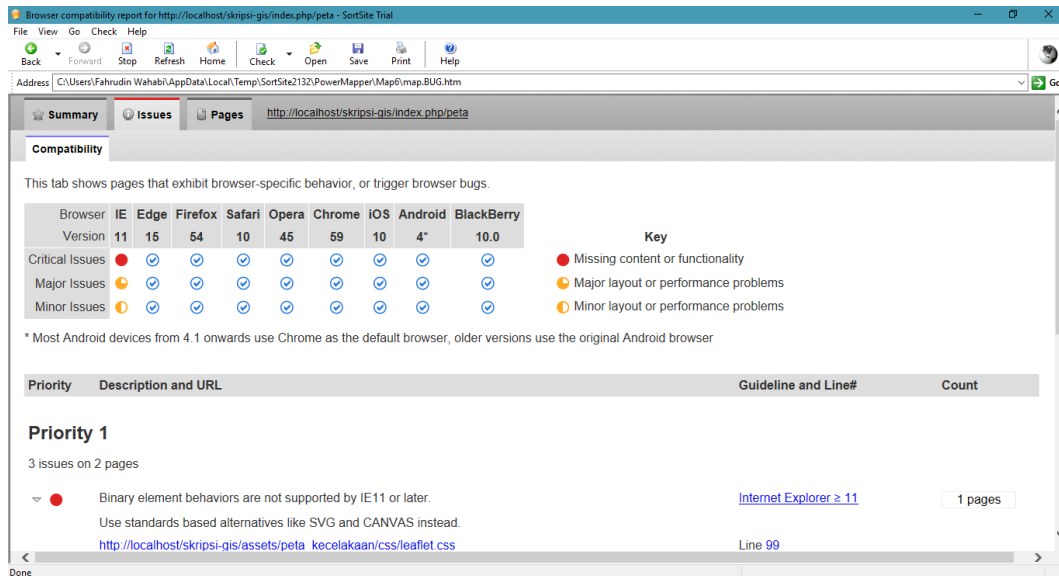 Browser compatibility report for http://localhost/skripsi-gis/index.php/peta - SortSite Trial
File View Go Check Help
Back Forward Stop Refresh Home Check Open Save Print Help
Address C:\Users\Fahrudin Wahabi\AppData\Local\Temp\SortSite2132\PowerMapper\Map6\map.BUG.htm Go
Summary Issues Pages http://localhost/skripsi-gis/index.php/peta
Compatibility
This tab shows pages that exhibit browser-specific behavior, or trigger browser bugs.
Browser IE Edge Firefox Safari Opera Chrome iOS Android BlackBerry
Version 11 15 54 10 45 59 10 4* 10.0 Key
Critical Issues Missing content or functionality
Major Issues Major layout or performance problems
Minor Issues Minor layout or performance problems
* Most Android devices from 4.1 onwards use Chrome as the default browser, older versions use the original Android browser
Priority Description and URL Guideline and Line# Count
Priority 1
3 issues on 2 pages
Binary element behaviors are not supported by IE11 or later. Internet Explorer ≥ 11 1 pages
Use standards based alternatives like SVG and CANVAS instead.
http://localhost/skripsi-gis/assets/peta_kecelakaan/css/leaflet.css Line 99
Done